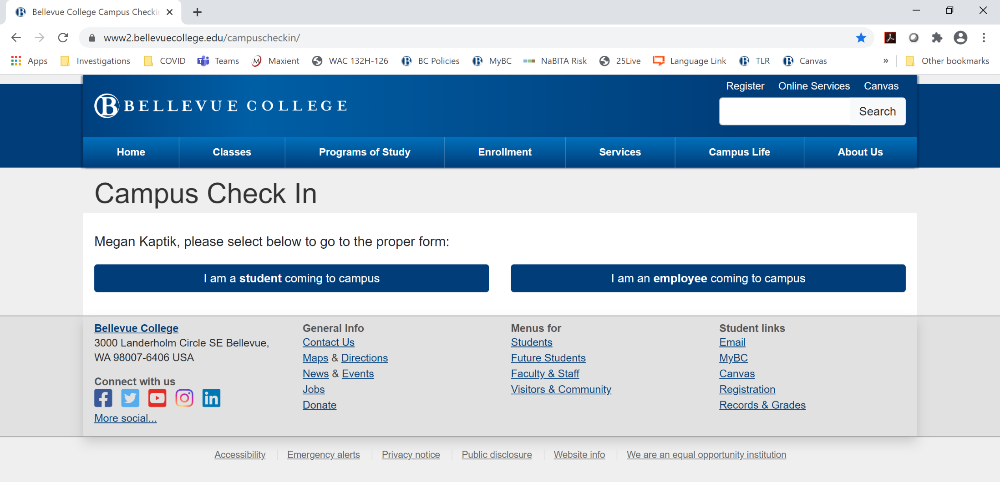 Bellevue College Campus Checki
www2.bellevuecollege.edu/campuscheckin/
Apps Investigations COVID Teams Maxient WAC 132H-126 BC Policies MyBC NaBITA Risk 25Live Language Link TLR Canvas » Other bookmarks
Register Online Services Canvas
B BELLEVUE COLLEGE
Search
Home Classes Programs of Study Enrollment Services Campus Life About Us
Campus Check In
Megan Kaptik, please select below to go to the proper form:
I am a student coming to campus
I am an employee coming to campus
Bellevue College
3000 Landerholm Circle SE Bellevue,
WA 98007-6406 USA
Connect with us
More social...
General Info
Contact Us
Maps & Directions
News & Events
Jobs
Donate
Menus for
Students
Future Students
Faculty & Staff
Visitors & Community
Student links
Email
MyBC
Canvas
Registration
Records & Grades
Accessibility Emergency alerts Privacy notice Public disclosure Website info We are an equal opportunity institution